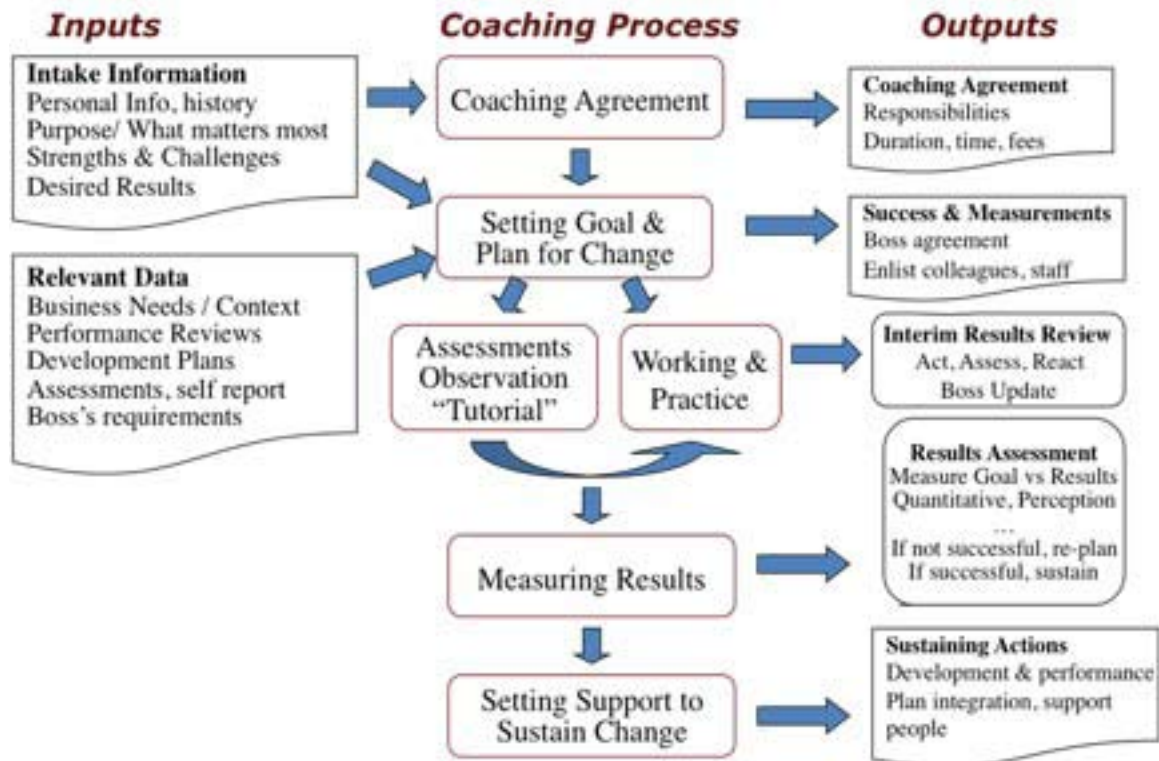 Inputs
Coaching Process
Outputs
Intake Information
Personal Info, history
Purpose/ What matters most
Strengths & Challenges
Desired Results
Relevant Data
Business Needs / Context
Performance Reviews
Development Plans
Assessments, self report
Boss's requirements
Coaching Agreement
Setting Goal &
Plan for Change
Assessments
Observation
“Tutorial”
Working &
Practice
Measuring Results
Setting Support to
Sustain Change
Coaching Agreement
Responsibilities
Duration, time, fees
Success & Measurements
Boss agreement
Enlist colleagues, staff
Interim Results Review
Act, Assess, React
Boss Update
Results Assessment
Measure Goal vs Results
Quantitative, Perception
...
If not successful, re-plan
If successful, sustain
Sustaining Actions
Development & performance
Plan integration, support
people